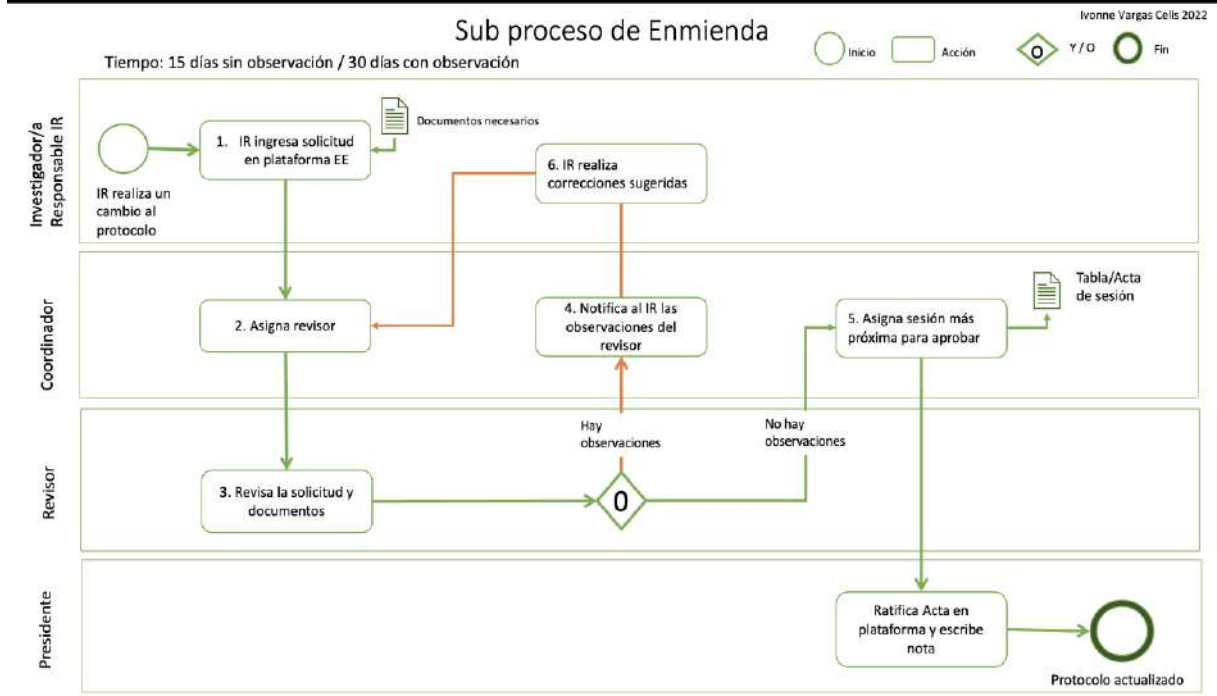 Ivonne Vargas Celis 2022
Sub proceso de Enmienda
Inicio
Acción
O
Y / O
Fin
Tiempo: 15 días sin observación / 30 días con observación
Investigador/a
Responsable IR
IR realiza un
cambio al
protocolo
1. IR ingresa solicitud
en plataforma EE
Documentos necesarios
6. IR realiza
correcciones sugeridas
Coordinador
2. Asigna revisor
4. Notifica al IR las
observaciones del
revisor
5. Asigna sesión más
próxima para aprobar
Tabla/Acta
de sesión
Revisor
3. Revisa la solicitud y
documentos
Hay
observaciones
0
No hay
observaciones
Presidente
Ratifica Acta en
plataforma y escribe
nota
Protocolo actualizado